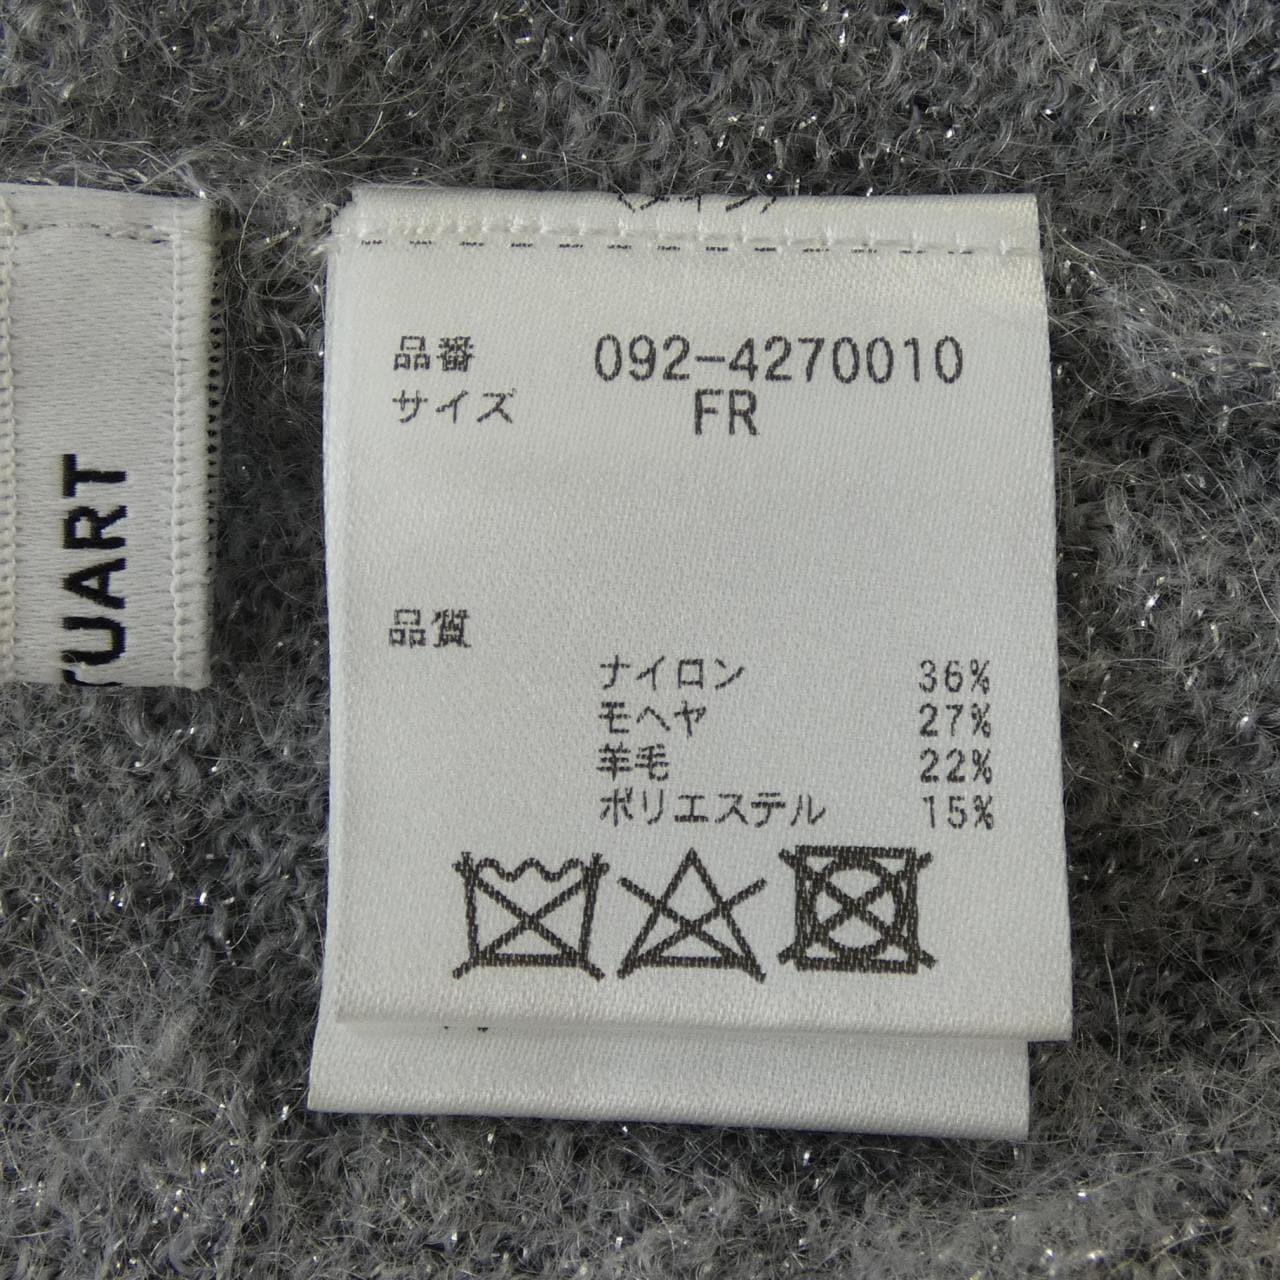 TUART
品番 092-4270010
サイズ FR
品質
ナイロン 36%
モヘヤ 27%
羊毛 22%
ポリエステル 15%